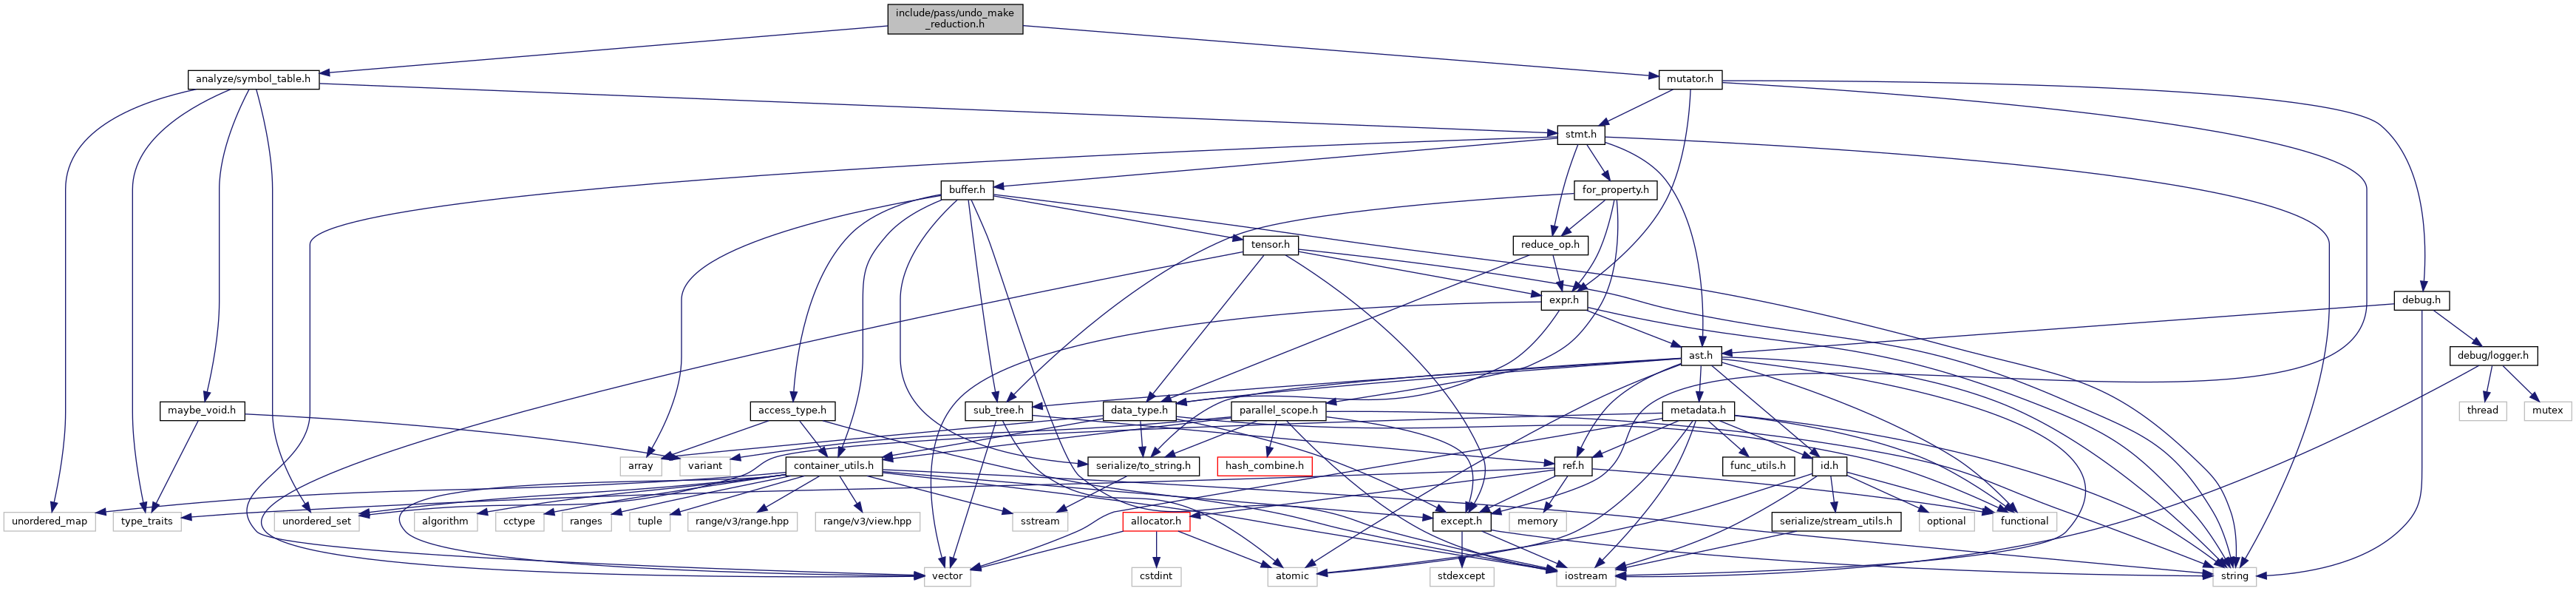 include/pass/undo_make
_reduction.h
analyze/symbol_table.h
mutator.h
stmt.h
buffer.h
for_property.h
tensor.h
reduce_op.h
expr.h
debug.h
ast.h
debug/logger.h
maybe_void.h
access_type.h
sub_tree.h
data_type.h
parallel_scope.h
metadata.h
thread
mutex
array
variant
container_utils.h
serialize/to_string.h
hash_combine.h
ref.h
func_utils.h
id.h
unordered_map
type_traits
unordered_set
algorithm
cctype
ranges
tuple
range/v3/range.hpp
range/v3/view.hpp
sstream
allocator.h
except.h
memory
serialize/stream_utils.h
optional
functional
vector
cstdint
atomic
stdexcept
iostream
string